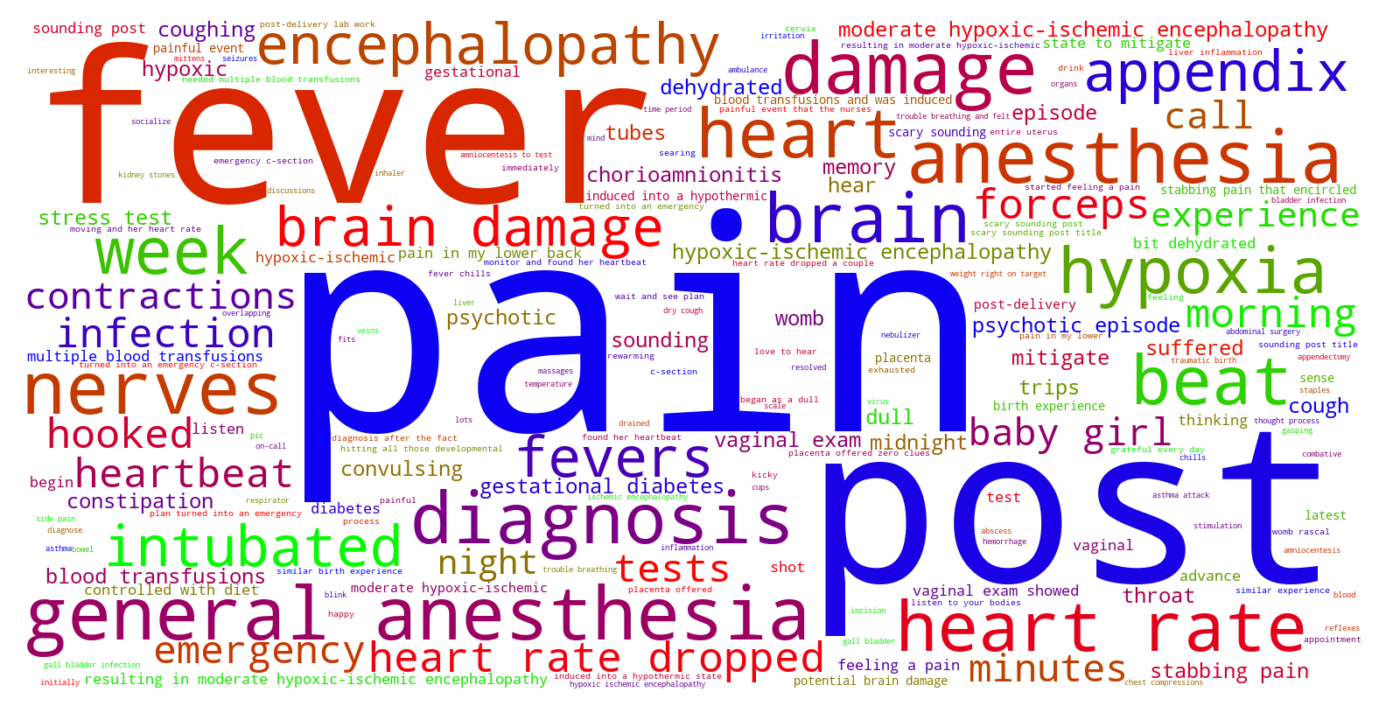 sounding post
coughing
post-delivery lab work
encephalopathy
cervix
irritation
moderate hypoxic-ischemic encephalopathy
resulting in moderate hypoxic-ischemic
state to mitigate
liver inflammation
painful event
mittens
seizures
hypoxic
interesting
needed multiple blood transfusions
gestational
dehydrated
ambulance
damage
drink
organs
appendix
fever
blood transfusions and was induced
time period
painful event that the nurses
trouble breathing and felt
episode
call
socialize
tubes
mind
heart
scary sounding
entire uterus
anesthesia
emergency c-section
amniocentesis to test
immediately
searing
chorioamnionitis
memory
hear
kidney stones
inhaler
discussions
induced into a hypothermic
turned into an emergency
started feeling a pain
stabbing pain that encircled
bladder infection
stress test
moving and her heart rate
brain damage
brain
forceps
scary sounding post
scary sounding post title
experience
week
hypoxic-ischemic
pain in my lower back
monitor and found her heartbeat
fever chills
hypoxic-ischemic encephalopathy
heart rate dropped a couple
weight right on target
bit dehydrated
hypoxia
feeling
contractions
overlapping
liver
wait and see plan
dry cough
post-delivery
infection
psychotic
veins
fits
pain
sounding
rewarming
womb
nebulizer
psychotic episode
pain in my lower
morning
abdominal surgery
sounding post title
multiple blood transfusions
turned into an emergency c-section
love to hear
resolved
placenta
exhausted
mitigate
suffered
traumatic birth
appendectomy
nerves
massages
temperature
c-section
began as a dull
scale
virus
dull
trips
birth experience
beat
sense
staples
cough
hooked
listen
lots
drained
thinking
thought process
pic
on-call
diagnosis after the fact
hitting all those developmental
found her heartbeat
vaginal exam
midnight
baby girl
placenta offered zero clues
grateful every day
gasping
chills
combative
begin
heartbeat
convulsing
fevers
kicky
cups
constipation
respirator
painful
gestational diabetes
ischemic encephalopathy
post
test
asthma attack
latest
plan turned into an emergency
diabetes
process
side pain
diagnose
diagnosis
abscess
hemorrhage
stimulation
womb rascal
asthma
bowel
intubated
inflammation
vaginal
amniocentesis
blood transfusions
similar birth experience
night
trouble breathing
tests
shot
advance
controlled with diet
blink
moderate hypoxic-ischemic
placenta offered
vaginal exam showed
listen to your bodies
throat
similar experience
blood
general anesthesia
happy
incision
heart rate
reflexes
appointment
emergency
heart rate dropped
gall bladder
gall bladder infection
feeling a pain
minutes
stabbing pain
initially
resulting in moderate hypoxic-ischemic encephalopathy
induced into a hypothermic state
hypoxic ischemic encephalopathy
potential brain damage
chest compressions